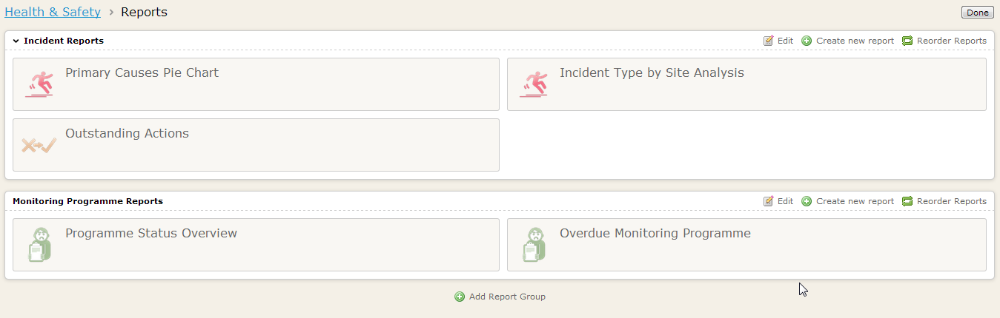 Health & Safety › Reports Done
Incident Reports Edit Create new report Reorder Reports
Primary Causes Pie Chart Incident Type by Site Analysis
Outstanding Actions
Monitoring Programme Reports Edit Create new report Reorder Reports
Programme Status Overview Overdue Monitoring Programme
Add Report Group